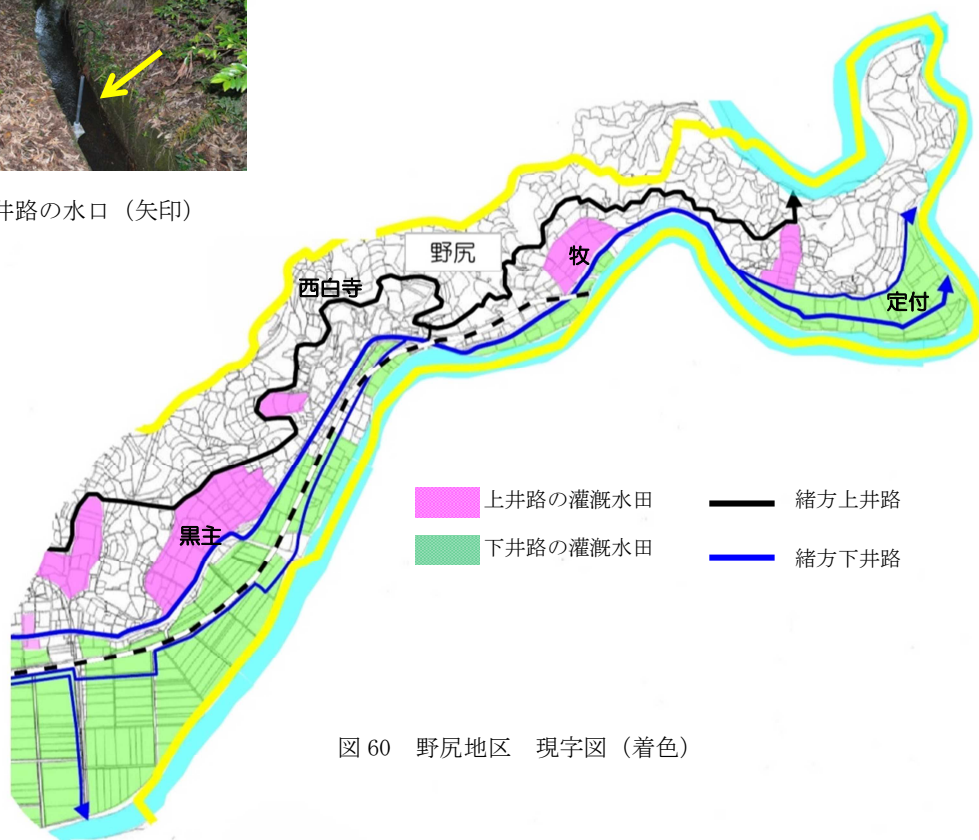 井路の水口（矢印）
野尻
西白寺
牧
定付
黒主
上井路の灌漑水田
緒方上井路
下井路の灌漑水田
緒方下井路
図 60　野尻地区　現字図（着色）